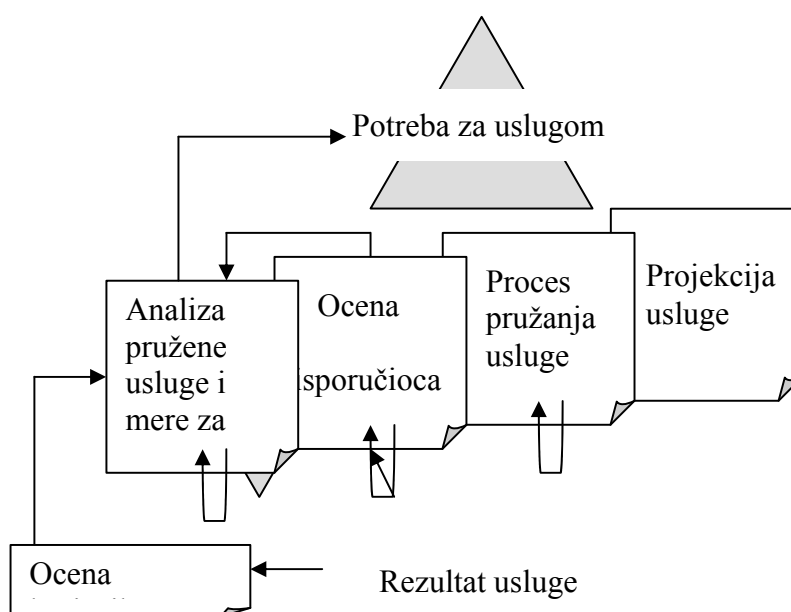 Potreba za uslugom
Analiza
pružene
usluge i
mere za
Ocena
isporučioca
Proces
pružanja
usluge
Projekcija
usluge
Ocena
Rezultat usluge